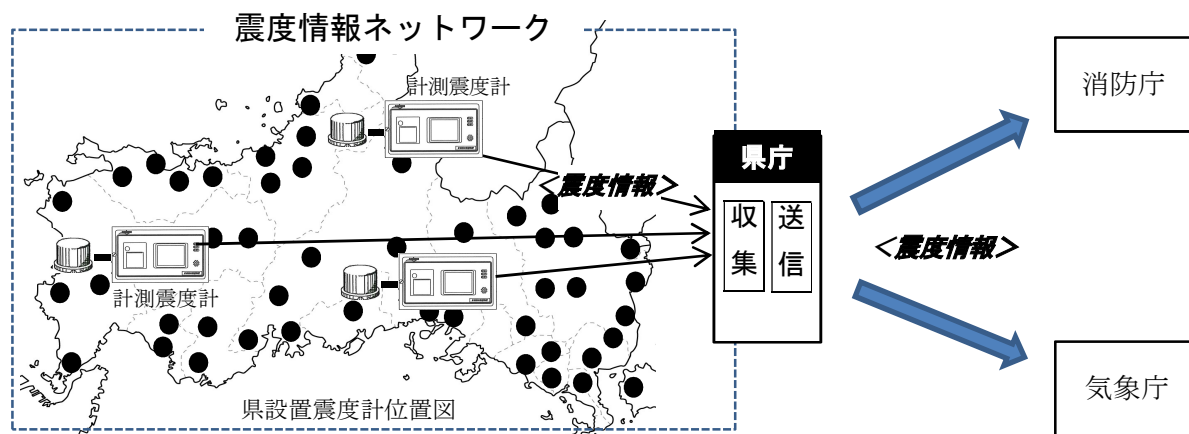 震度情報ネットワーク
計測震度計
計測震度計
県設置震度計位置図
<震度情報>
県庁
収集
送信
<震度情報>
消防庁
気象庁